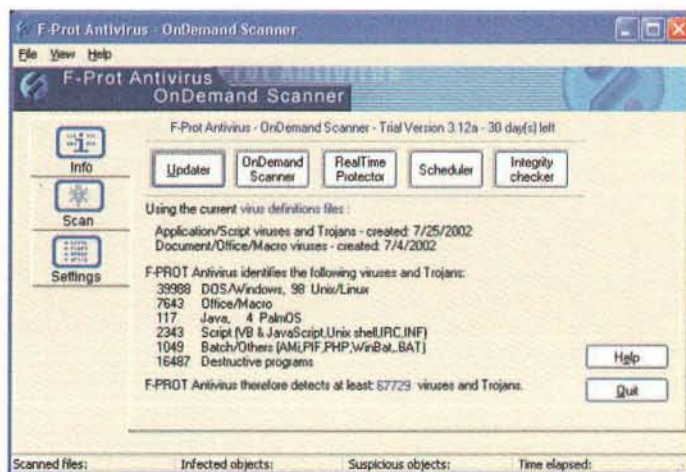 F-Prot Antivirus - OnDemand Scanner
File View Help
F-Prot Antivirus
OnDemand Scanner
F-Prot Antivirus - OnDemand Scanner - Trial Version 3.12a - 30 day(s) left
Info
Scan
Settings
Updater
OnDemand Scanner
RealTime Protector
Scheduler
Integrity checker
Using the current virus definitions files :
Application/Script viruses and Trojans - created: 7/25/2002
Document/Office/Macro viruses - created: 7/4/2002
F-PROT Antivirus identifies the following viruses and Trojans:
39988 DOS/Windows, 98 Unix/Linux
7643 Office/Macro
117 Java, 4 PalmOS
2343 Script (VB & JavaScript,Unix shell,IRC,INF)
1049 Batch/Others (AMi,PIF,PHP,WinBat,.BAT)
16487 Destructive programs
F-PROT Antivirus therefore detects at least: 67729 viruses and Trojans.
Help
Quit
Scanned files: Infected objects: Suspicious objects: Time elapsed: